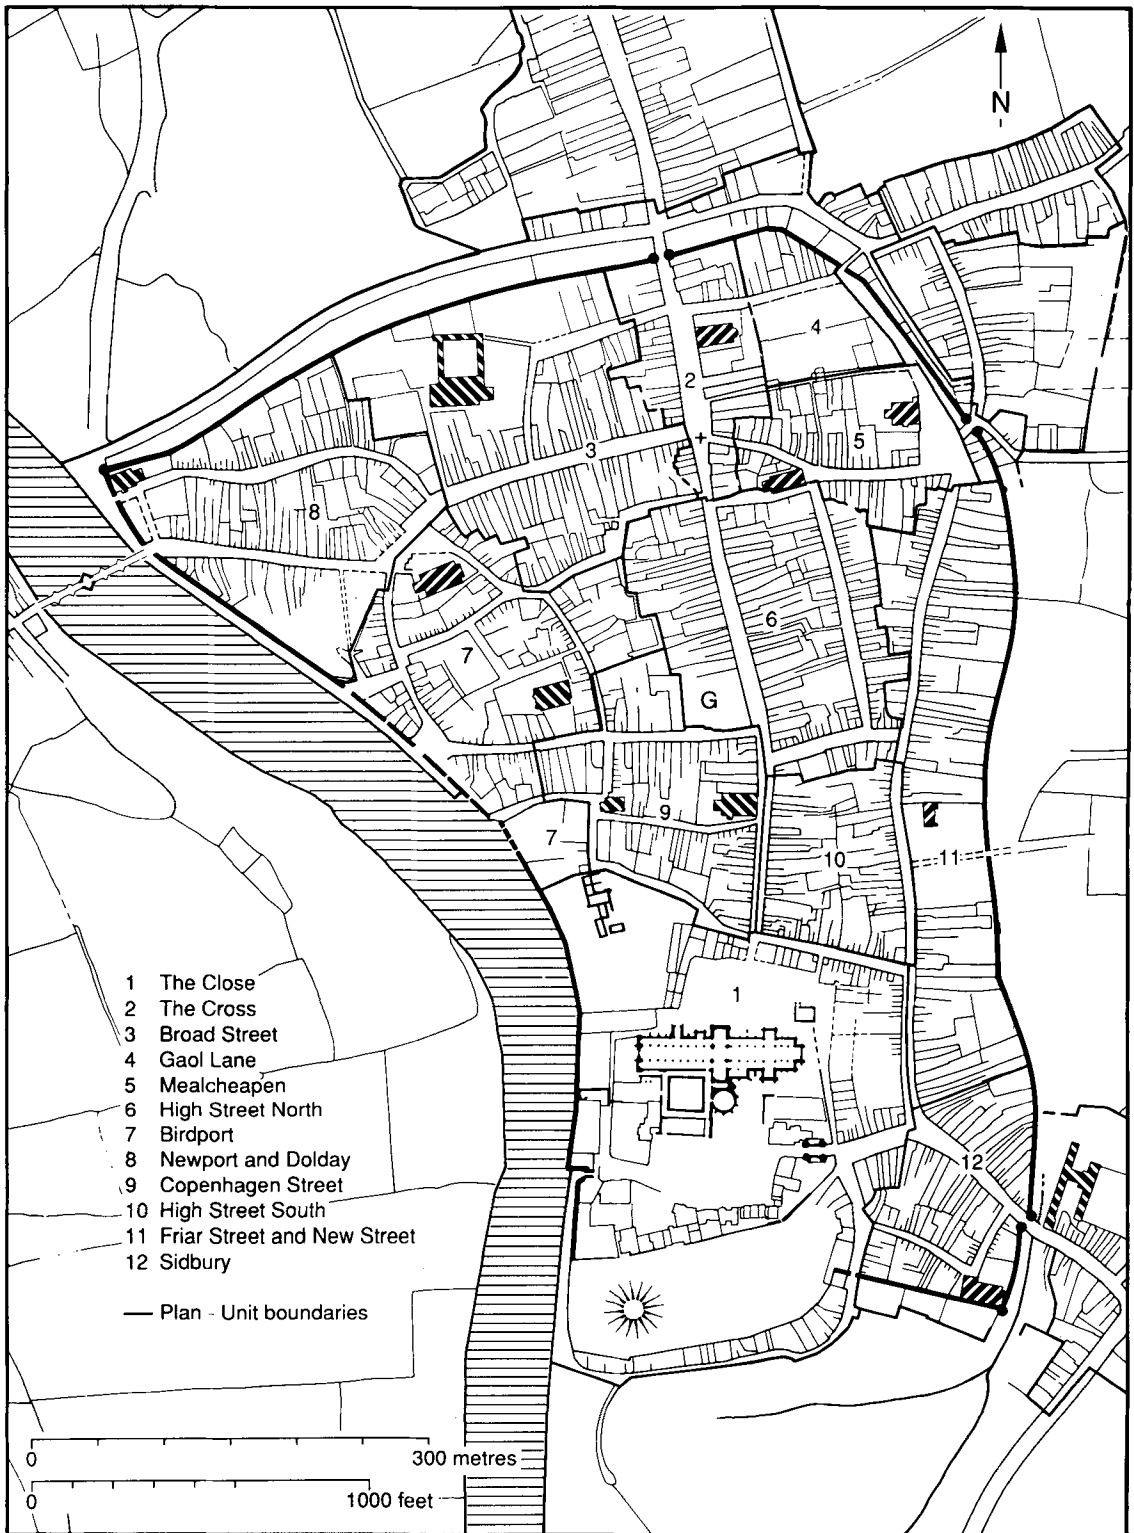 N
4
2
3
5
8
6
7
G
9
7
10
11
1
12
1 The Close
2 The Cross
3 Broad Street
4 Gaol Lane
5 Mealcheapen
6 High Street North
7 Birdport
8 Newport and Dolday
9 Copenhagen Street
10 High Street South
11 Friar Street and New Street
12 Sidbury
— Plan - Unit boundaries
0 300 metres
0 1000 feet